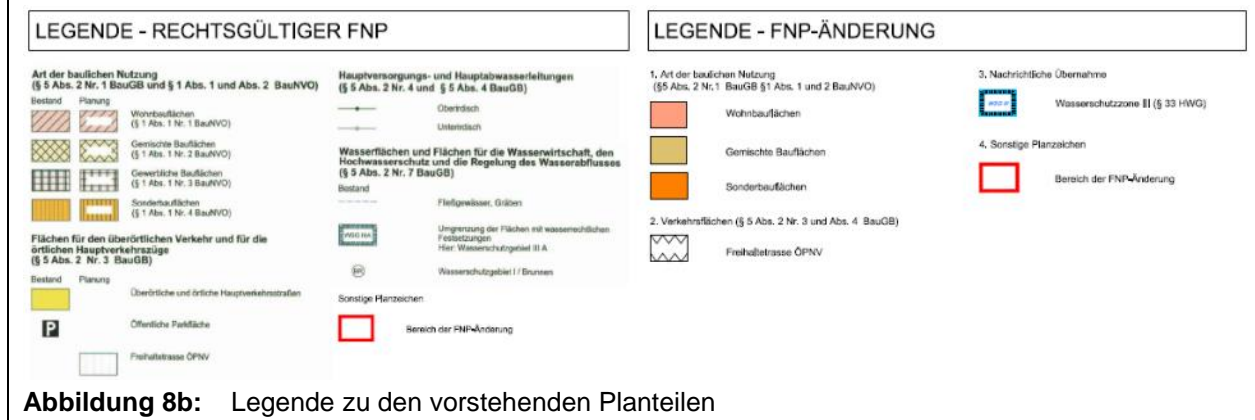 LEGENDE - RECHTSGÜLTIGER FNP
Art der baulichen Nutzung
(§ 5 Abs. 2 Nr. 1 BauGB und § 1 Abs. 1 und Abs. 2 BauNVO)
Bestand Planung
Wohnbauflächen
(§ 1 Abs. 1 Nr. 1 BauNVO)
Gemischte Bauflächen
(§ 1 Abs. 1 Nr. 2 BauNVO)
Gewerbliche Bauflächen
(§ 1 Abs. 1 Nr. 3 BauNVO)
Sonderbauflächen
(§ 1 Abs. 1 Nr. 4 BauNVO)
Flächen für den überörtlichen Verkehr und für die
örtlichen Hauptverkehrszüge
(§ 5 Abs. 2 Nr. 3 BauGB)
Bestand Planung
Überörtliche und örtliche Hauptverkehrsstraßen
P
Öffentliche Parkfläche
Freihaltetrasse ÖPNV
Hauptversorgungs- und Hauptabwasserleitungen
(§ 5 Abs. 2 Nr. 4 und § 5 Abs. 4 BauGB)
Oberirdisch
Unterirdisch
Wasserflächen und Flächen für die Wasserwirtschaft, den
Hochwasserschutz und die Regelung des Wasserabflusses
(§ 5 Abs. 2 Nr. 7 BauGB)
Bestand
Fließgewässer, Gräben
WSG IIIA
Umgrenzung der Flächen mit wasserrechtlichen
Festsetzungen
Hier: Wasserschutzgebiet III A
BR
Wasserschutzgebiet I / Brunnen
Sonstige Planzeichen
Bereich der FNP-Änderung
LEGENDE - FNP-ÄNDERUNG
1. Art der baulichen Nutzung
(§5 Abs. 2 Nr.1 BauGB §1 Abs. 1 und 2 BauNVO)
Wohnbauflächen
Gemischte Bauflächen
Sonderbauflächen
2. Verkehrsflächen (§ 5 Abs. 2 Nr. 3 und Abs. 4 BauGB)
Freihaltetrasse ÖPNV
3. Nachrichtliche Übernahme
WSG III
Wasserschutzzone III (§ 33 HWG)
4. Sonstige Planzeichen
Bereich der FNP-Änderung
Abbildung 8b: Legende zu den vorstehenden Planteilen